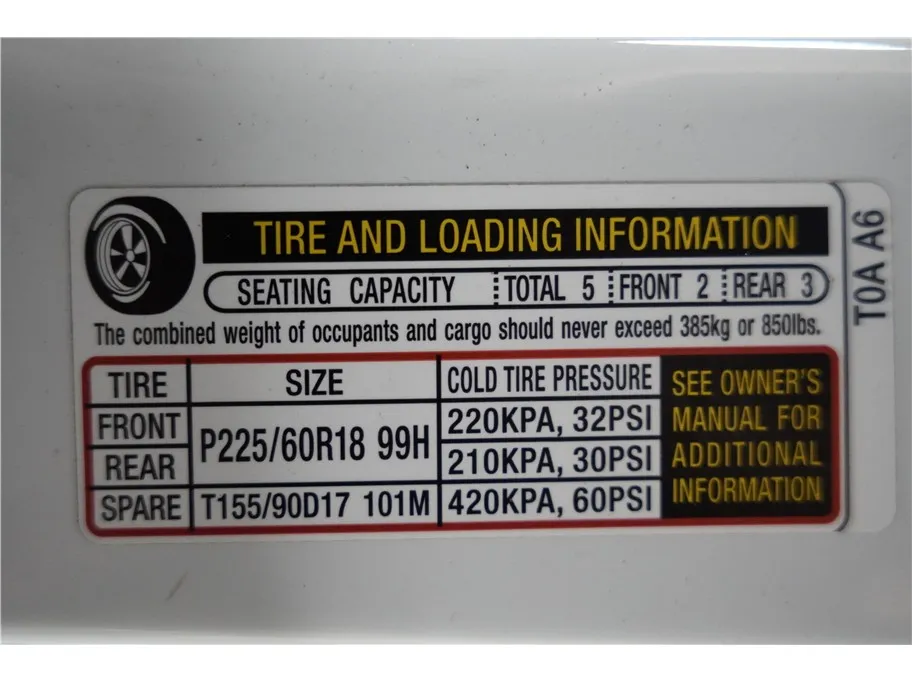 TIRE AND LOADING INFORMATION
SEATING CAPACITY TOTAL 5 FRONT 2 REAR 3
The combined weight of occupants and cargo should never exceed 385kg or 850lbs.
TIRE SIZE COLD TIRE PRESSURE
FRONT P225/60R18 99H 220KPA, 32PSI
REAR 210KPA, 30PSI
SPARE T155/90D17 101M 420KPA, 60PSI
SEE OWNER'S
MANUAL FOR
ADDITIONAL
INFORMATION
T0A A6